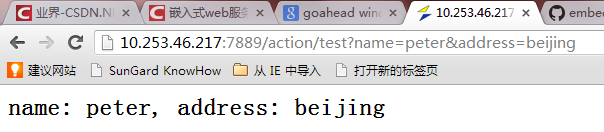 业界-CSDN.N
嵌入式web服务
goahead wind
10.253.46.217
embe
10.253.46.217:7889/action/test?name=peter&address=beijing
建议网站
SunGard KnowHow
从 IE 中导入
打开新的标签页
name: peter, address: beijing